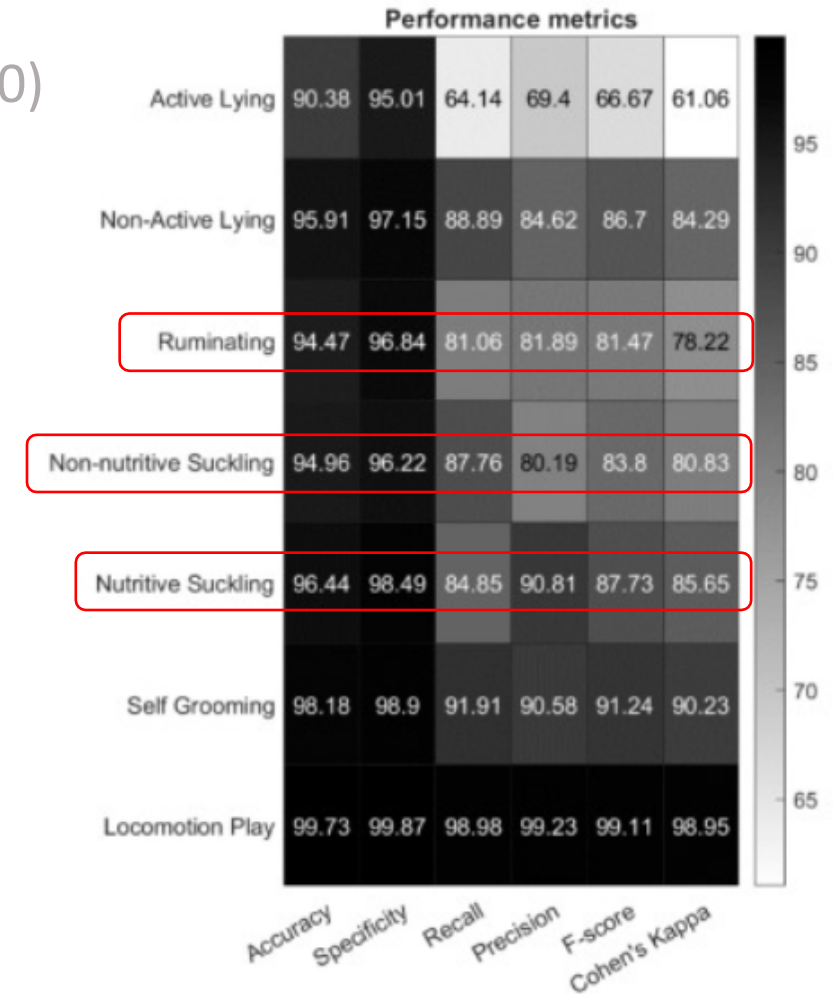 Performance metrics
0)
Active Lying 90.38 95.01 64.14 69.4 66.67 61.06
95
Non-Active Lying 95.91 97.15 88.89 84.62 86.7 84.29
90
Ruminating 94.47 96.84 81.06 81.89 81.47 78.22
85
Non-nutritive Suckling 94.96 96.22 87.76 80.19 83.8 80.83
80
Nutritive Suckling 96.44 98.49 84.85 90.81 87.73 85.65
75
Self Grooming 98.18 98.9 91.91 90.58 91.24 90.23
70
65
Locomotion Play 99.73 99.87 98.98 99.23 99.11 98.95
Accuracy Specificity Recall Precision F-score Cohen's Kappa